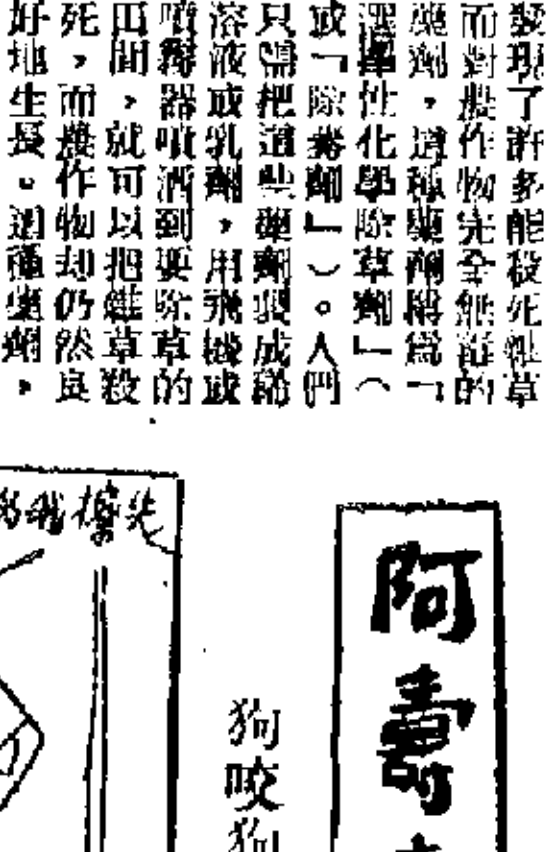 發現了許多能殺死雜草
而對農作物完全無毒的
藥劑，這種藥劑稱爲「
選擇性化學除草劑」（
或「除莠劑」）。人們
只需把這些藥劑製成稀
溶液或乳劑，用飛機或
噴霧器噴洒到要除草的
田間，就可以把雜草殺
死，而農作物却仍然良
好地生長。這種藥劑，
阿壽
狗咬狗
先